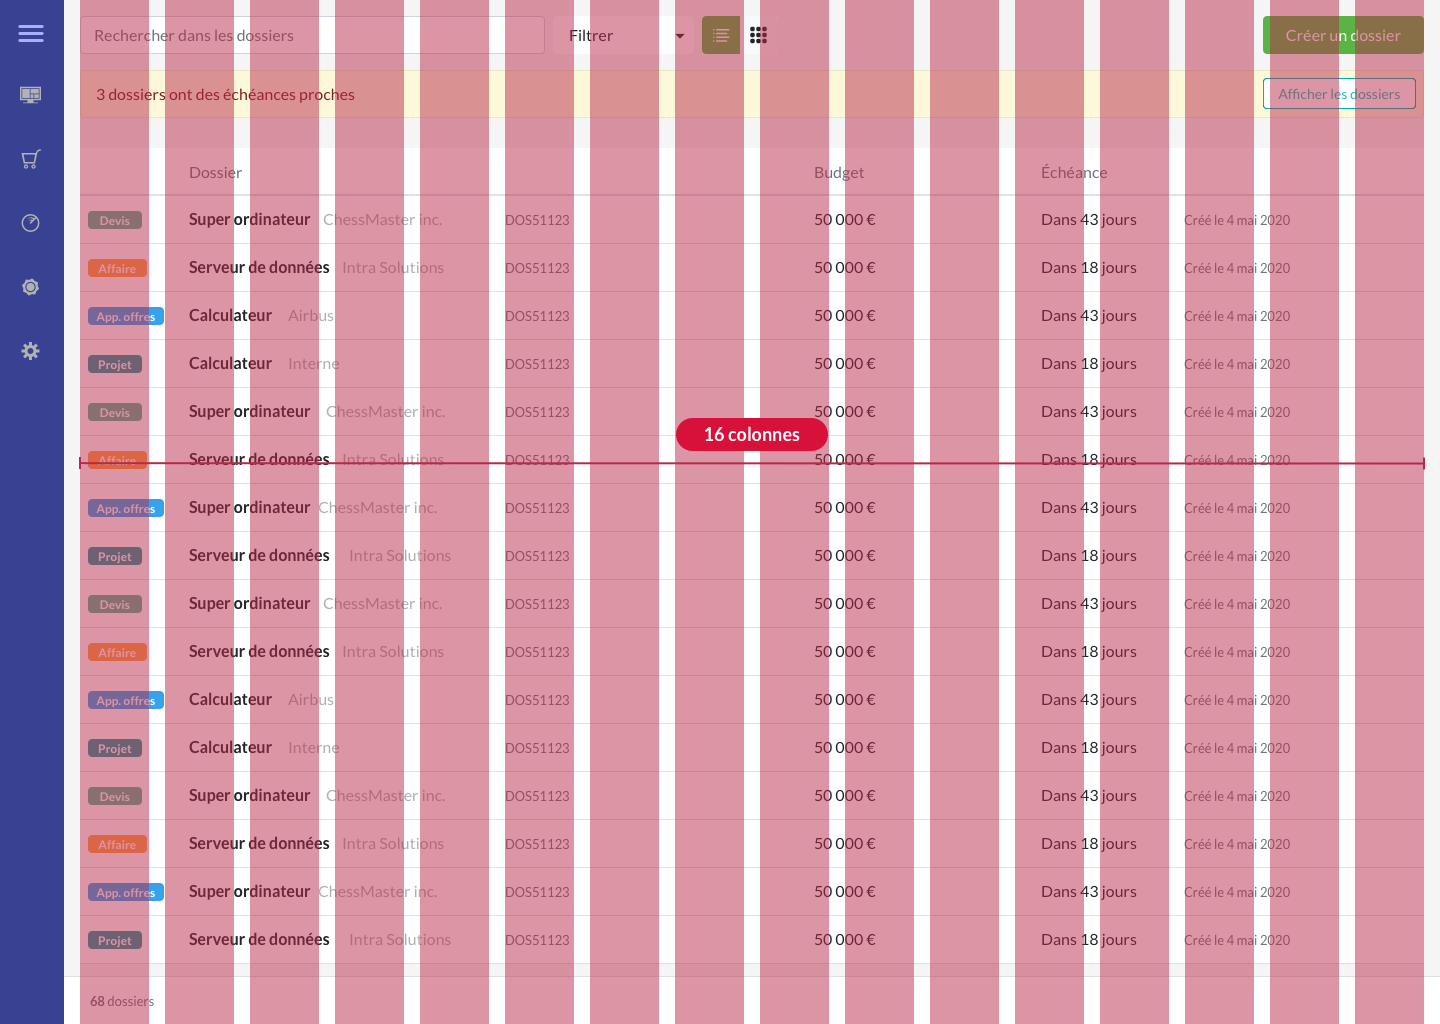 Rechercher dans les dossiers Filtrer Créer un dossier
3 dossiers ont des échéances proches Afficher les dossiers
Dossier Budget Échéance
Devis Super ordinateur ChessMaster inc. DOS51123 50 000 € Dans 43 jours Créé le 4 mai 2020
Affaire Serveur de données Intra Solutions DOS51123 50 000 € Dans 18 jours Créé le 4 mai 2020
App. offres Calculateur Airbus DOS51123 50 000 € Dans 43 jours Créé le 4 mai 2020
Projet Calculateur Interne DOS51123 50 000 € Dans 18 jours Créé le 4 mai 2020
Devis Super ordinateur ChessMaster inc. DOS51123 50 000 € Dans 43 jours Créé le 4 mai 2020
16 colonnes
Affaire Serveur de données Intra Solutions DOS51123 50 000 € Dans 18 jours Créé le 4 mai 2020
App. offres Super ordinateur ChessMaster inc. DOS51123 50 000 € Dans 43 jours Créé le 4 mai 2020
Projet Serveur de données Intra Solutions DOS51123 50 000 € Dans 18 jours Créé le 4 mai 2020
Devis Super ordinateur ChessMaster inc. DOS51123 50 000 € Dans 43 jours Créé le 4 mai 2020
Affaire Serveur de données Intra Solutions DOS51123 50 000 € Dans 18 jours Créé le 4 mai 2020
App. offres Calculateur Airbus DOS51123 50 000 € Dans 43 jours Créé le 4 mai 2020
Projet Calculateur Interne DOS51123 50 000 € Dans 18 jours Créé le 4 mai 2020
Devis Super ordinateur ChessMaster inc. DOS51123 50 000 € Dans 43 jours Créé le 4 mai 2020
Affaire Serveur de données Intra Solutions DOS51123 50 000 € Dans 18 jours Créé le 4 mai 2020
App. offres Super ordinateur ChessMaster inc. DOS51123 50 000 € Dans 43 jours Créé le 4 mai 2020
Projet Serveur de données Intra Solutions DOS51123 50 000 € Dans 18 jours Créé le 4 mai 2020
68 dossiers